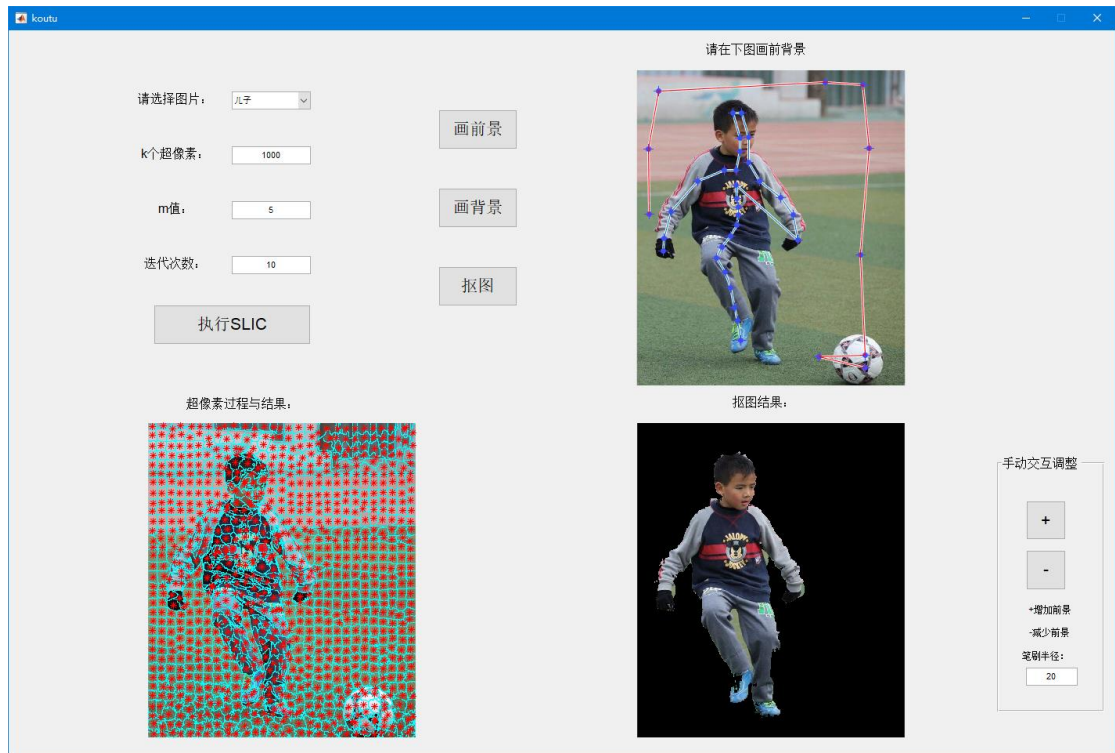 koutu
请选择图片：
儿子
k个超像素：
1000
m值：
5
迭代次数：
10
执行SLIC
画前景
画背景
抠图
请在下图画前背景
超像素过程与结果：
抠图结果：
手动交互调整
+
-
+增加前景
-减少前景
笔刷半径：
20